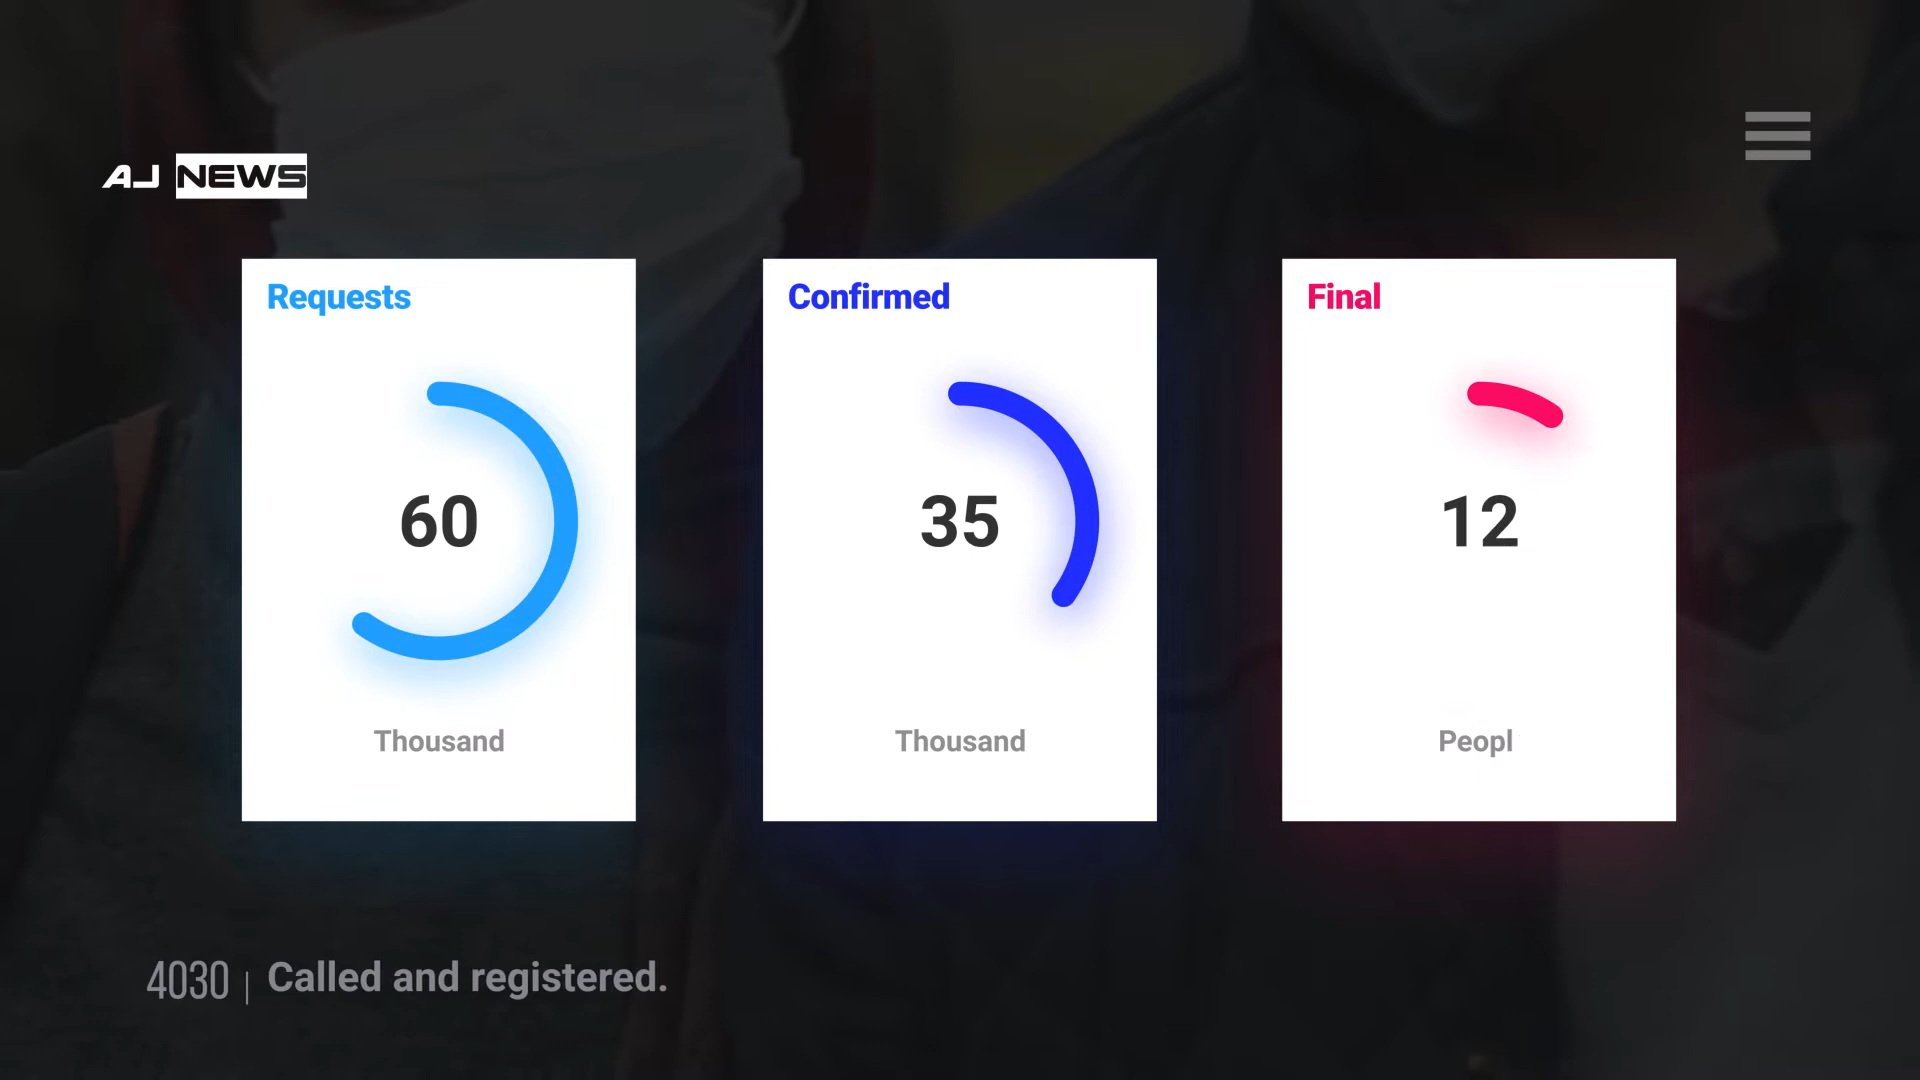 AJ NEWS
Requests
60
Thousand
Confirmed
35
Thousand
Final
12
Peopl
4030 | Called and registered.